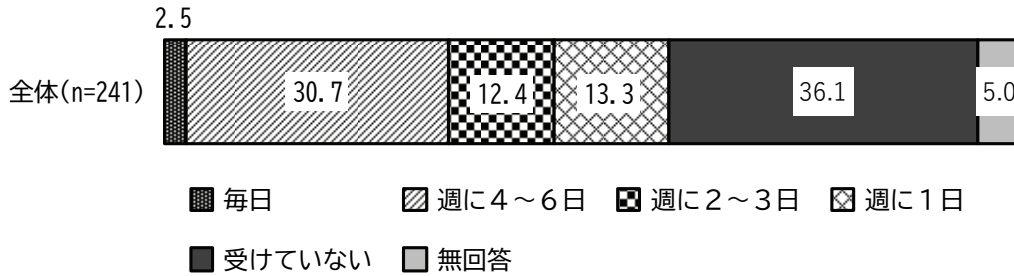 2.5
全体(n=241) 30.7 12.4 13.3 36.1 5.0
毎日 週に4～6日 週に2～3日 週に1日
受けていない 無回答